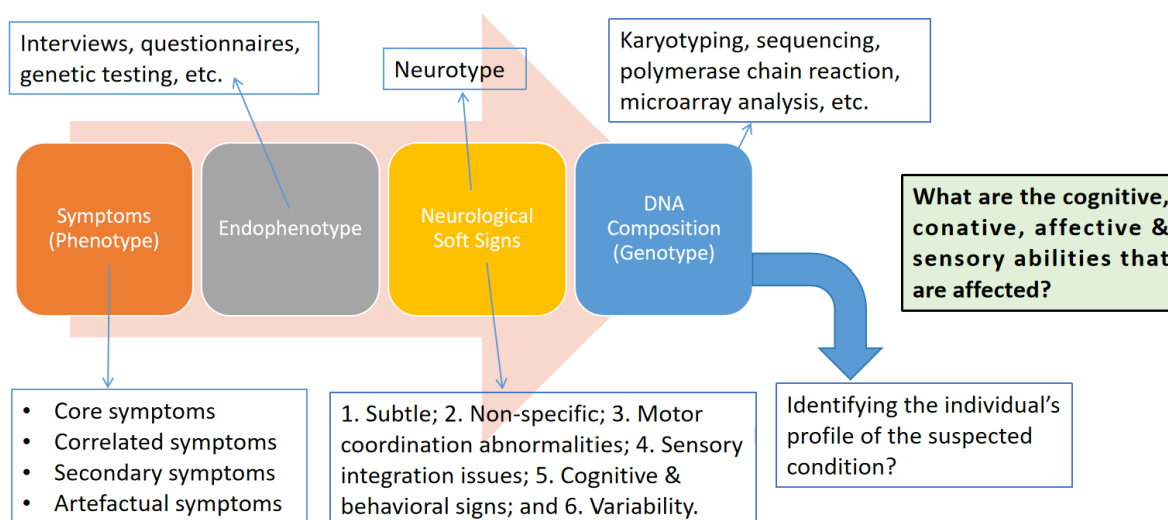 Interviews, questionnaires,
genetic testing, etc.
Neurotype
Karyotyping, sequencing,
polymerase chain reaction,
microarray analysis, etc.
Symptoms
(Phenotype)
Endophenotype
Neurological
Soft Signs
DNA
Composition
(Genotype)
What are the cognitive,
conative, affective &
sensory abilities that
are affected?
• Core symptoms
• Correlated symptoms
• Secondary symptoms
• Artefactual symptoms
1. Subtle; 2. Non-specific; 3. Motor
coordination abnormalities; 4. Sensory
integration issues; 5. Cognitive &
behavioral signs; and 6. Variability.
Identifying the individual’s
profile of the suspected
condition?